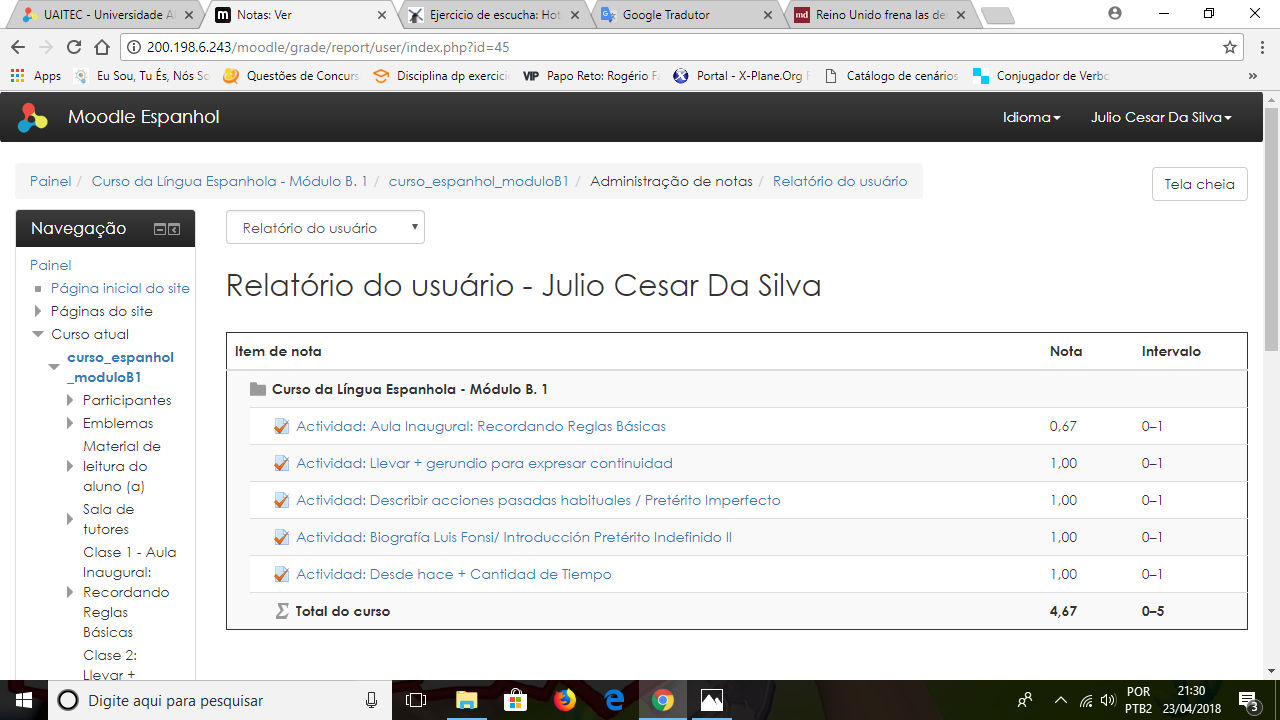 UAITEC - Universidade A
Notas: Ver
Ejercicio de escucha: Hot
Google Tradutor
Reino Unido frena las de
200.198.6.243/moodle/grade/report/user/index.php?id=45
Apps
Eu Sou, Tu És, Nós So
Questões de Concurs
Disciplina dp exercici
VIP Papo Reto: Rogério F
Portal - X-Plane.Org F
Catálogo de cenários
Conjugador de Verbo
»
Moodle Espanhol
Idioma
Julio Cesar Da Silva
Painel / Curso da Língua Espanhola - Módulo B. 1 / curso_espanhol_moduloB1 / Administração de notas / Relatório do usuário
Tela cheia
Navegação
Painel
Página inicial do site
Páginas do site
Curso atual
curso_espanhol
_moduloB1
Participantes
Emblemas
Material de
leitura do
aluno (a)
Sala de
tutores
Clase 1 - Aula
Inaugural:
Recordando
Reglas
Básicas
Clase 2:
Llevar +
Relatório do usuário
Relatório do usuário - Julio Cesar Da Silva
Item de nota Nota Intervalo
Curso da Língua Espanhola - Módulo B. 1
Actividad: Aula Inaugural: Recordando Reglas Básicas 0,67 0–1
Actividad: Llevar + gerundio para expresar continuidad 1,00 0–1
Actividad: Describir acciones pasadas habituales / Pretérito Imperfecto 1,00 0–1
Actividad: Biografía Luis Fonsi/ Introducción Pretérito Indefinido II 1,00 0–1
Actividad: Desde hace + Cantidad de Tiempo 1,00 0–1
Σ Total do curso 4,67 0–5
Digite aqui para pesquisar
POR
PTB2
21:30
23/04/2018
3